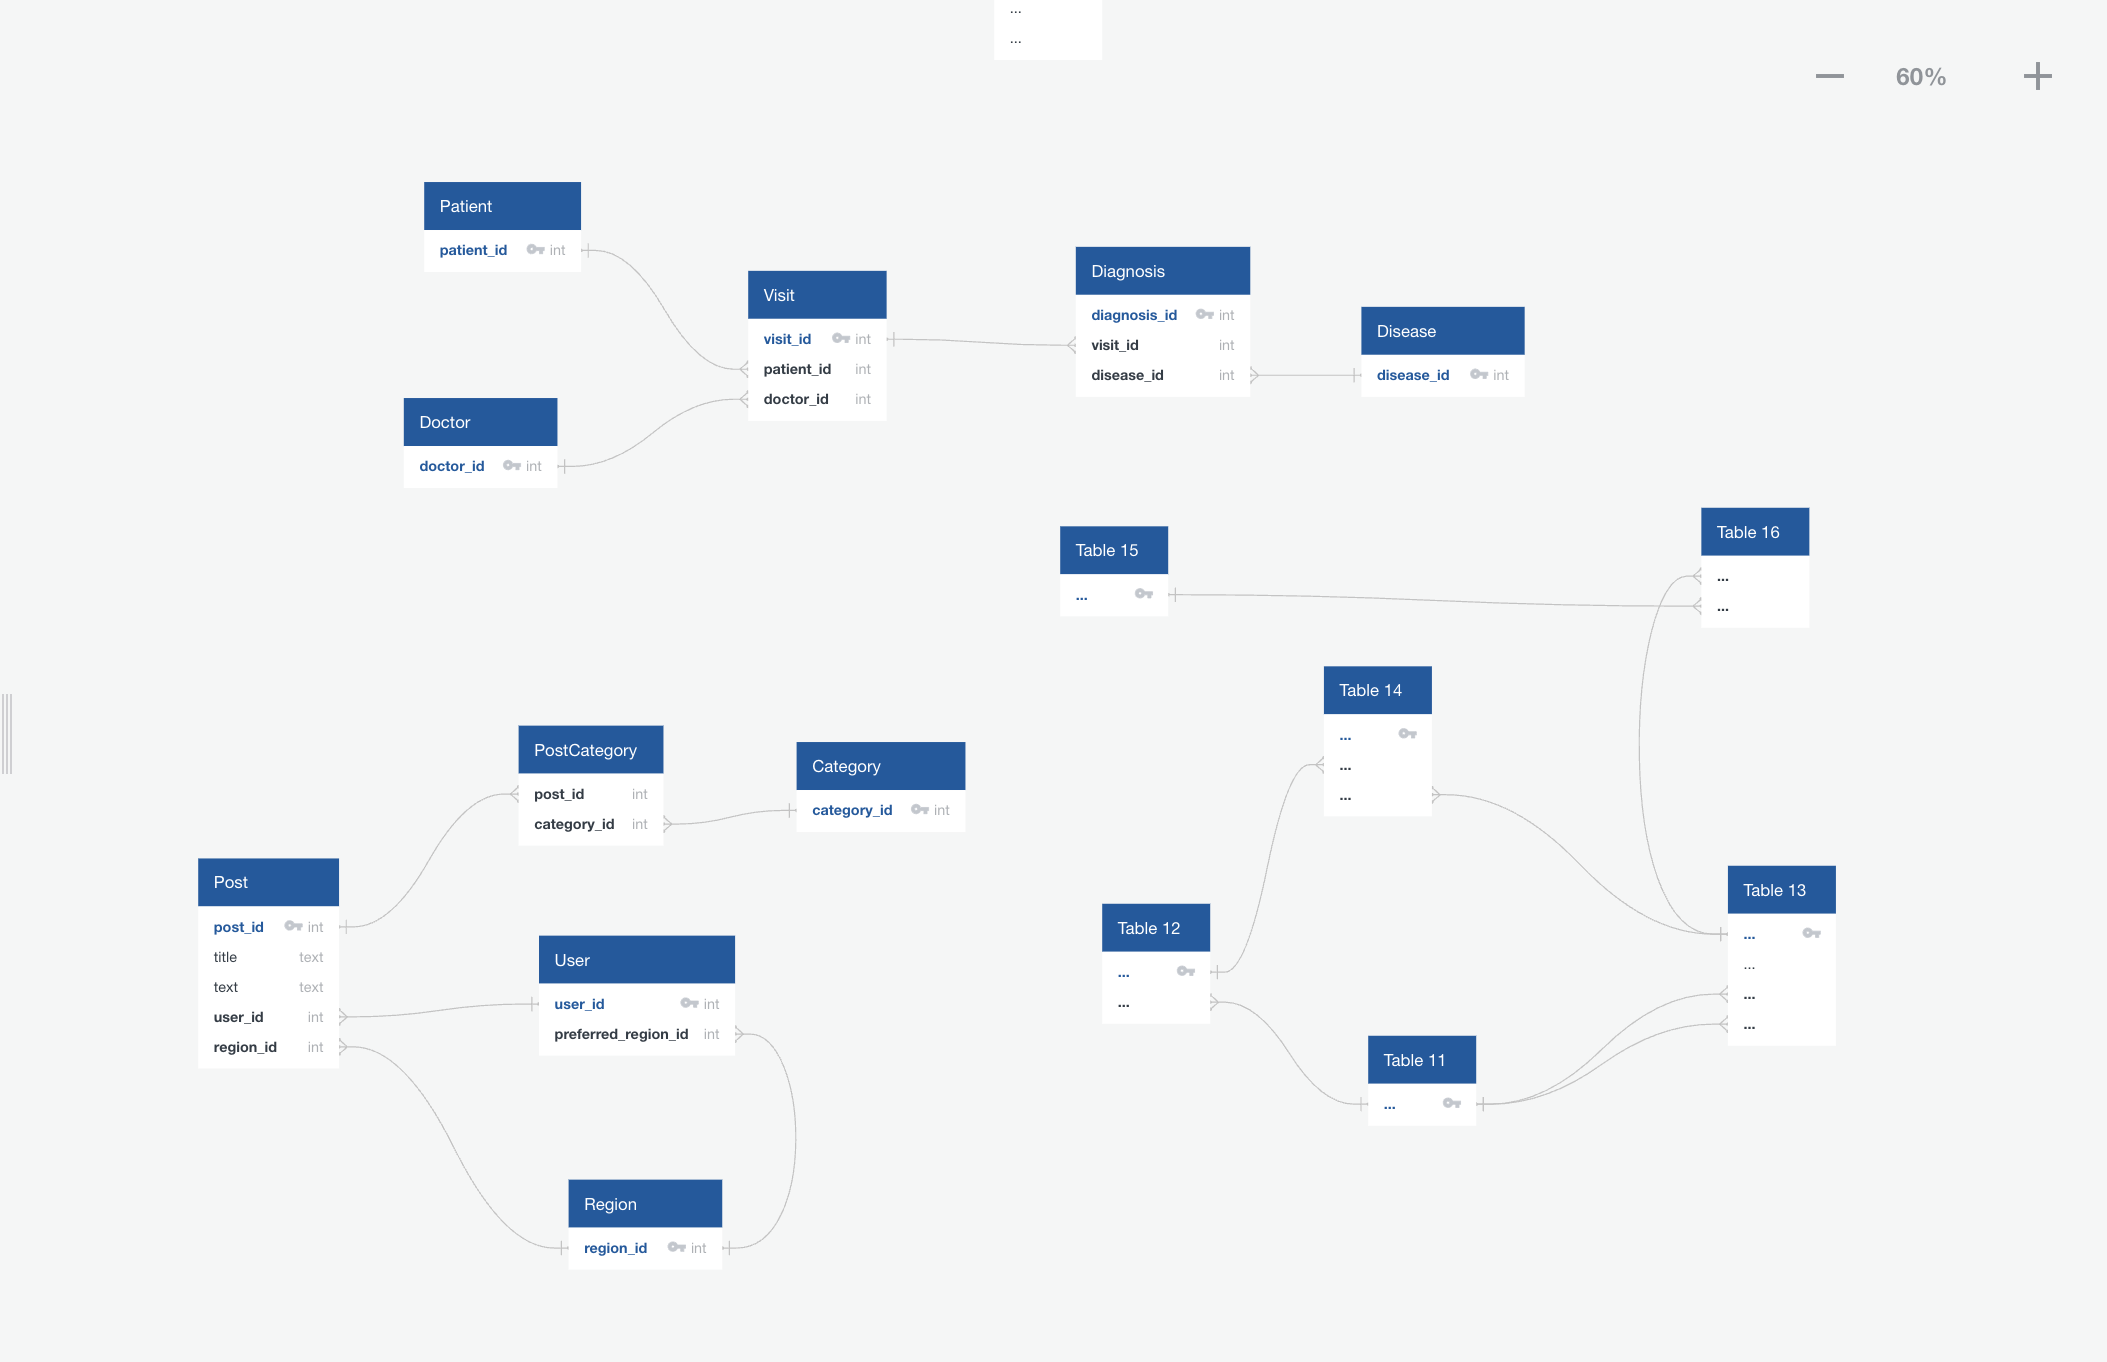 ...
...
60%
Patient
patient_id int
Visit
visit_id int
patient_id int
doctor_id int
Diagnosis
diagnosis_id int
visit_id int
disease_id int
Disease
disease_id int
Doctor
doctor_id int
Table 15
...
Table 16
...
...
Table 14
...
...
...
PostCategory
post_id int
category_id int
Category
category_id int
Post
post_id int
title text
text text
user_id int
region_id int
User
user_id int
preferred_region_id int
Table 12
...
...
Table 13
...
...
...
...
Table 11
...
Region
region_id int